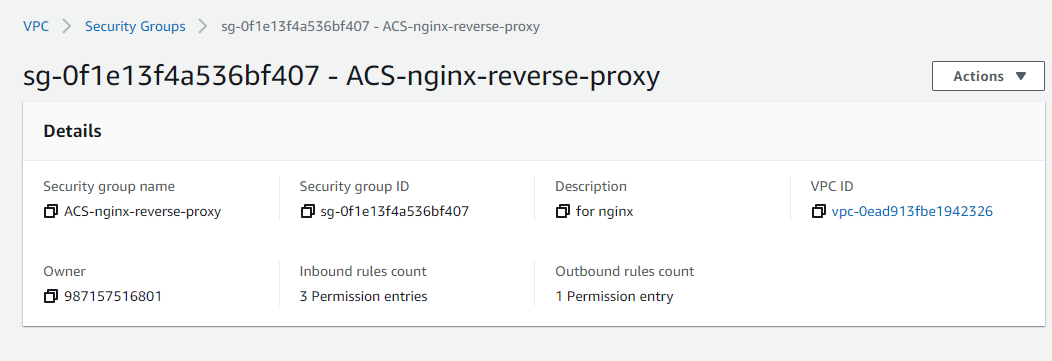 VPC > Security Groups > sg-0f1e13f4a536bf407 - ACS-nginx-reverse-proxy
sg-0f1e13f4a536bf407 - ACS-nginx-reverse-proxy
Actions
Details
Security group name
ACS-nginx-reverse-proxy
Security group ID
sg-0f1e13f4a536bf407
Description
for nginx
VPC ID
vpc-0ead913fbe1942326
Owner
987157516801
Inbound rules count
3 Permission entries
Outbound rules count
1 Permission entry